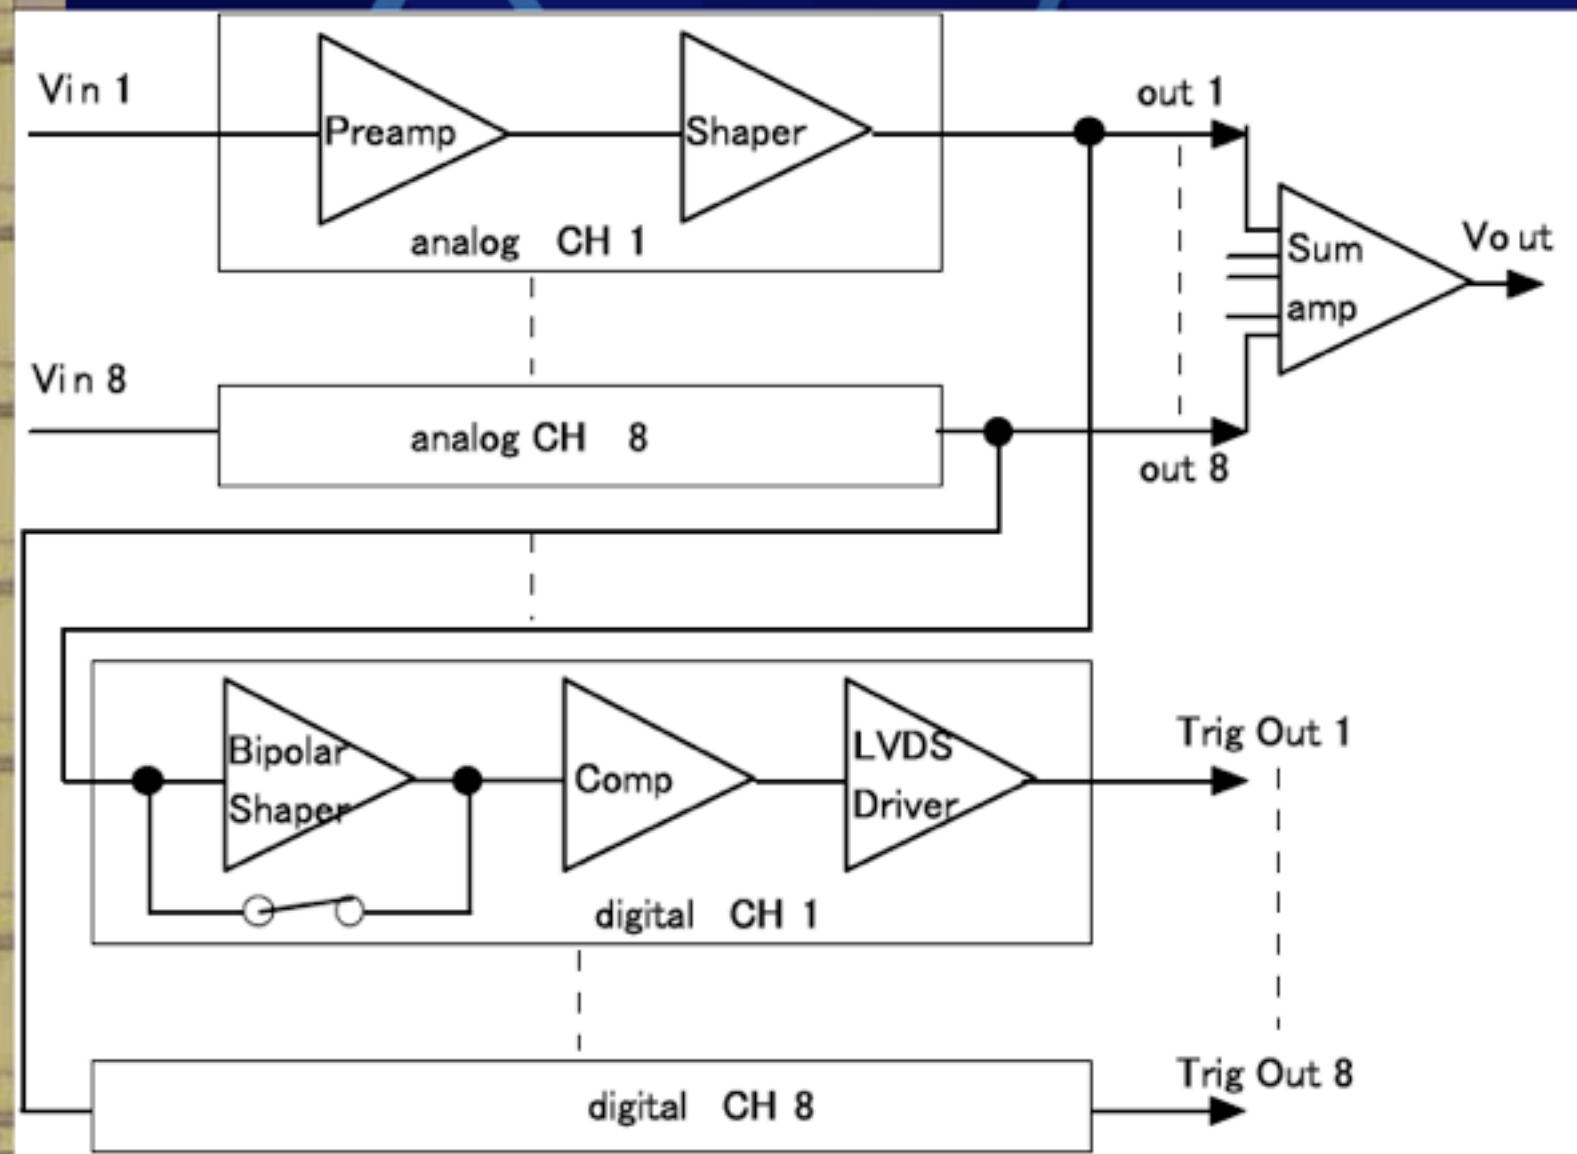 Vin 1
Preamp
Shaper
analog CH 1
out 1
Sum
amp
Vout
Vin 8
analog CH 8
out 8
Bipolar
Shaper
Comp
LVDS
Driver
digital CH 1
Trig Out 1
digital CH 8
Trig Out 8